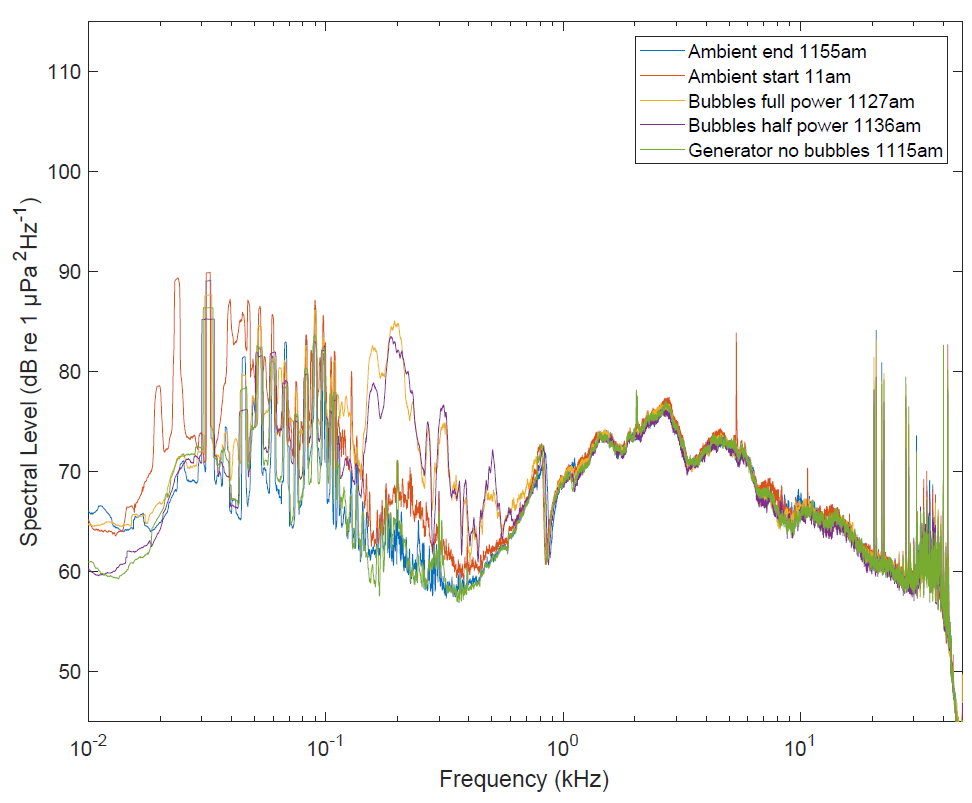 110
100
90
80
70
60
50
Spectral Level (dB re 1 µPa ²Hz⁻¹)
Ambient end 1155am
Ambient start 11am
Bubbles full power 1127am
Bubbles half power 1136am
Generator no bubbles 1115am
10⁻² 10⁻¹ 10⁰ 10¹
Frequency (kHz)